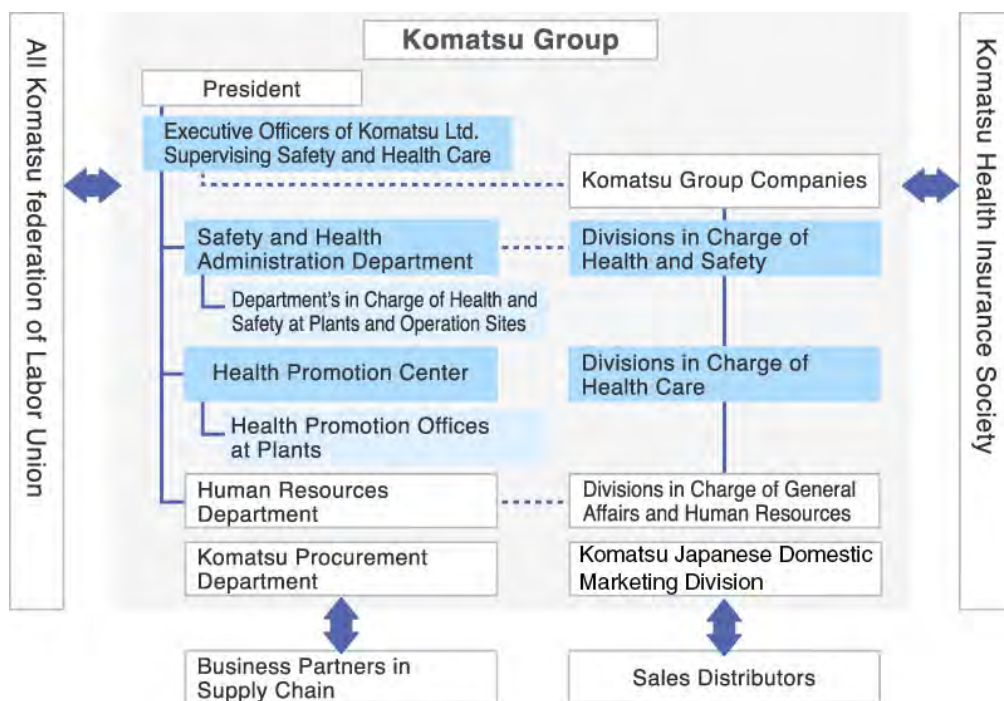 All Komatsu federation of Labor Union
Komatsu Group
President
Executive Officers of Komatsu Ltd.
Supervising Safety and Health Care
Komatsu Group Companies
Safety and Health
Administration Department
Divisions in Charge of
Health and Safety
Department's in Charge of Health and
Safety at Plants and Operation Sites
Health Promotion Center
Divisions in Charge of
Health Care
Health Promotion Offices
at Plants
Human Resources
Department
Divisions in Charge of General
Affairs and Human Resources
Komatsu Procurement
Department
Komatsu Japanese Domestic
Marketing Division
Business Partners in
Supply Chain
Sales Distributors
Komatsu Health Insurance Society